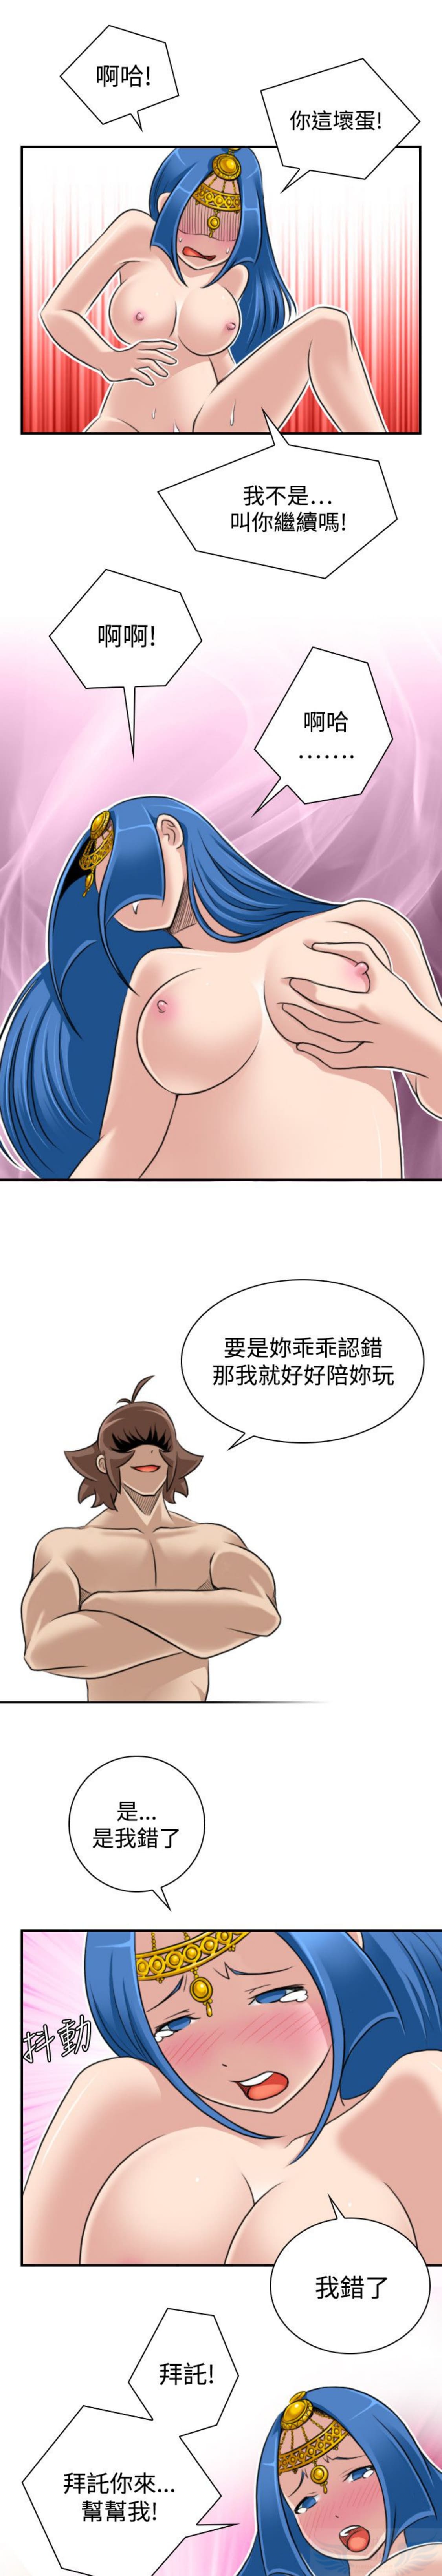 啊哈!
你這壞蛋!
我不是...
叫你繼續嗎!
啊啊!
啊哈
.......
要是妳乖乖認錯
那我就好好陪妳玩
是...
是我錯了
抖動
我錯了
拜託!
拜託你來...
幫幫我!